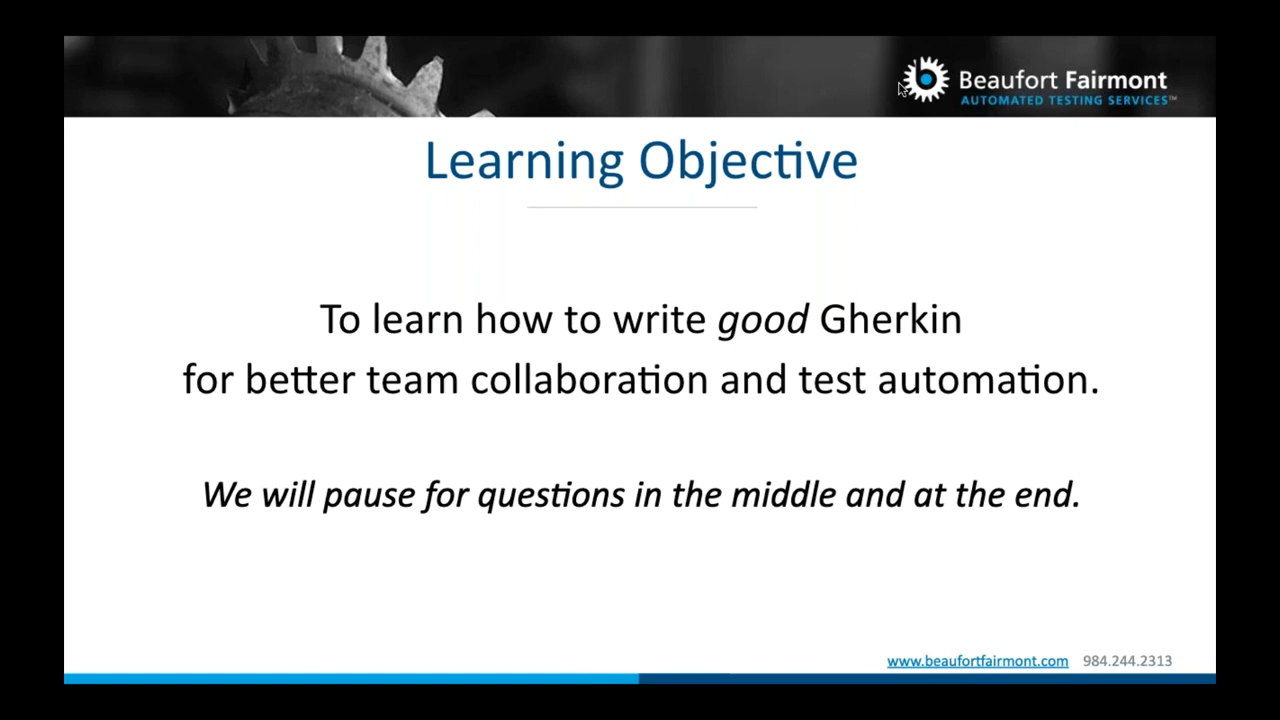 Beaufort Fairmont
AUTOMATED TESTING SERVICES™
Learning Objective
To learn how to write good Gherkin
for better team collaboration and test automation.
We will pause for questions in the middle and at the end.
www.beaufortfairmont.com 984.244.2313